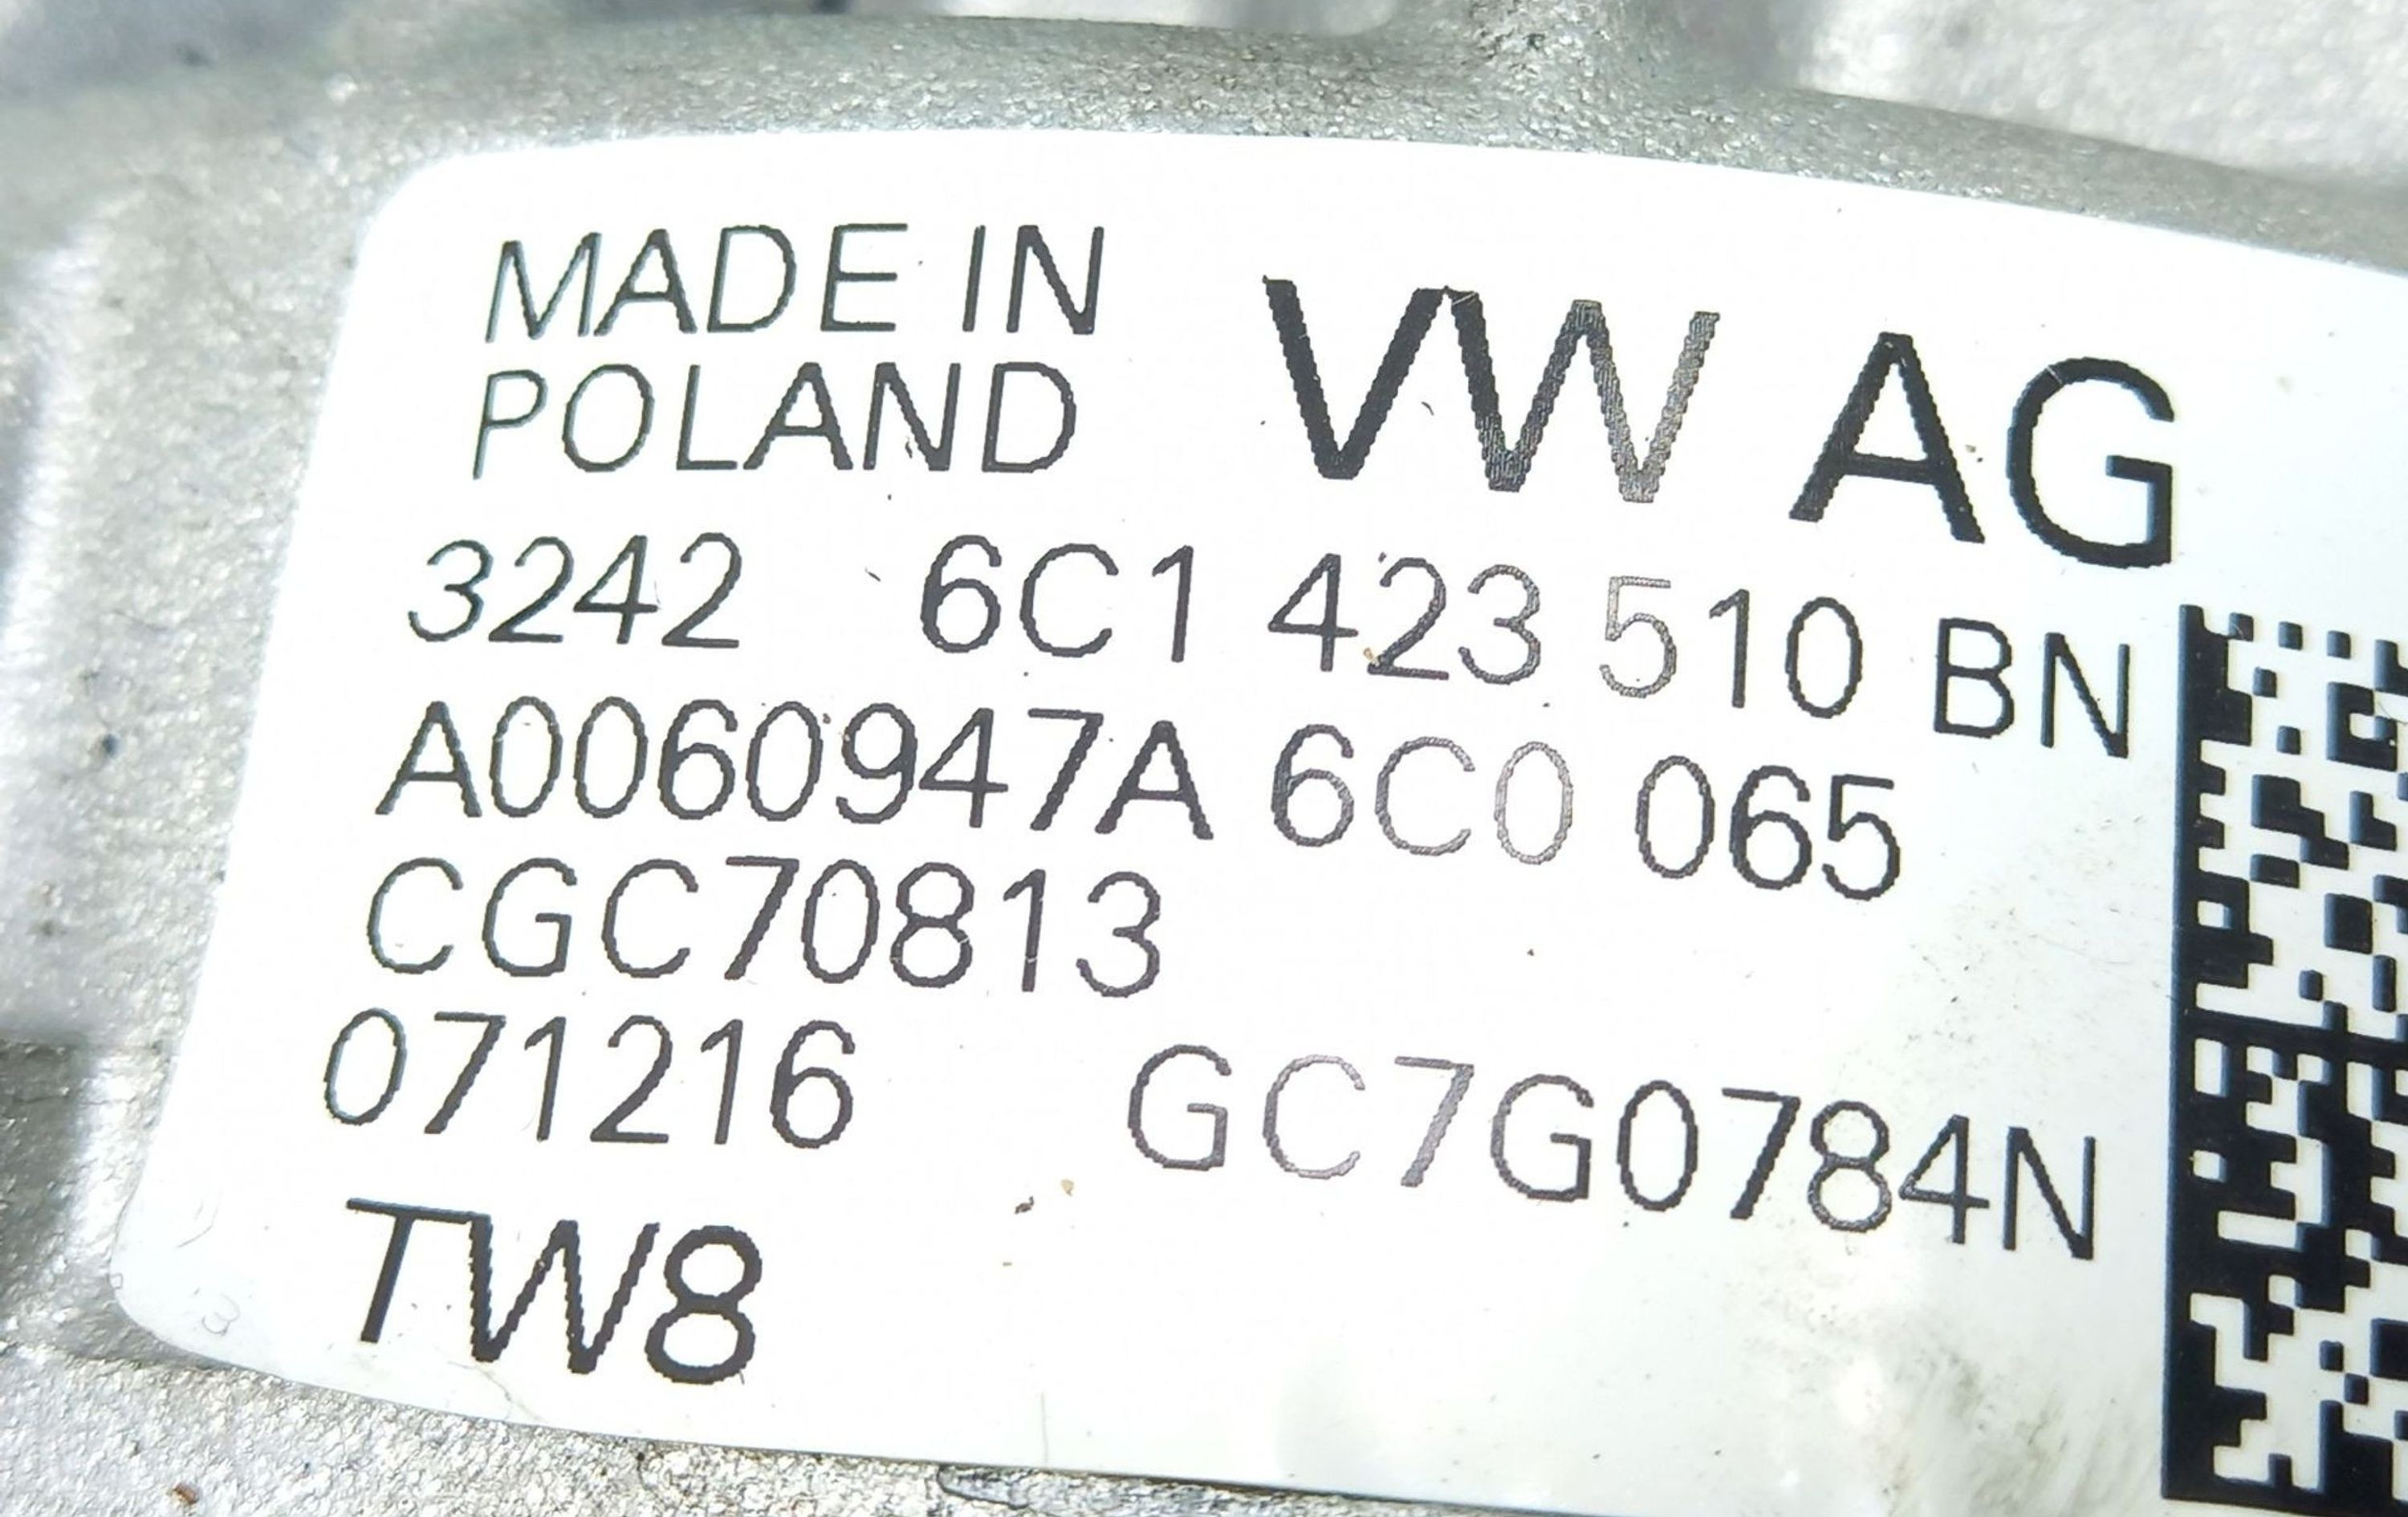 MADE IN
POLAND
VW AG
3242 6C1 423 510 BN
A0060947A 6C0 065
CGC70813
071216 GC7G0784N
TW8